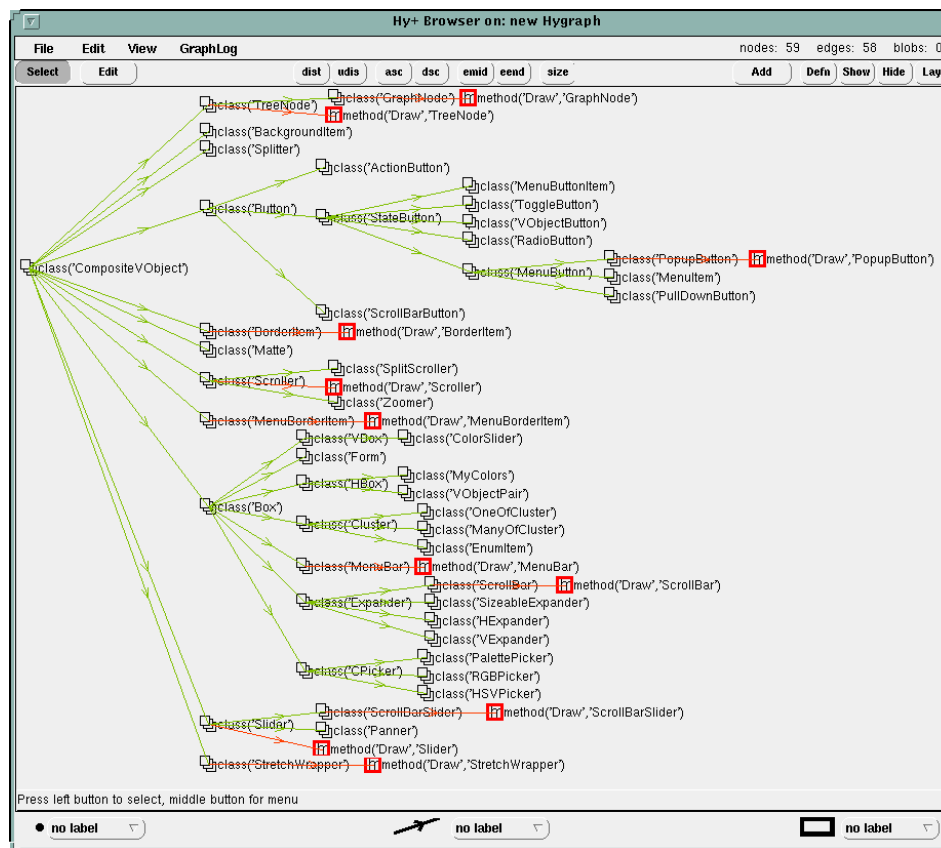 Hy+ Browser on: new Hygraph
File Edit View GraphLog nodes: 59 edges: 58 blobs: 0
Select Edit dist udis asc dsc emid eend size Add Defn Show Hide Lay
class('GraphNode') method('Draw','GraphNode')
class('TreeNode')
method('Draw','TreeNode')
class('BackgroundItem')
class('Splitter')
class('ActionButton')
class('MenuButtonItem')
class('ToggleButton')
class('Button')
class('StateButton')
class('VObjectButton')
class('RadioButton')
class('PopupButton') method('Draw','PopupButton')
class('CompositeVObject')
class('MenuButton')
class('MenuItem')
class('PullDownButton')
class('ScrollBarButton')
class('BorderItem') method('Draw','BorderItem')
class('Matte')
class('SplitScroller')
class('Scroller')
method('Draw','Scroller')
class('Zoomer')
class('MenuBorderItem') method('Draw','MenuBorderItem')
class('VBox') class('ColorSlider')
class('Form')
class('MyColors')
class('HBox')
class('VObjectPair')
class('Box')
class('OneOfCluster')
class('Cluster')
class('ManyOfCluster')
class('EnumItem')
class('MenuBar') method('Draw','MenuBar')
class('ScrollBar') method('Draw','ScrollBar')
class('Expander') class('SizeableExpander')
class('HExpander')
class('VExpander')
class('PalettePicker')
class('CPicker')
class('RGBPicker')
class('HSVPicker')
class('ScrollBarSlider') method('Draw','ScrollBarSlider')
class('Slider')
class('Panner')
method('Draw','Slider')
class('StretchWrapper') method('Draw','StretchWrapper')
Press left button to select, middle button for menu
no label no label no label